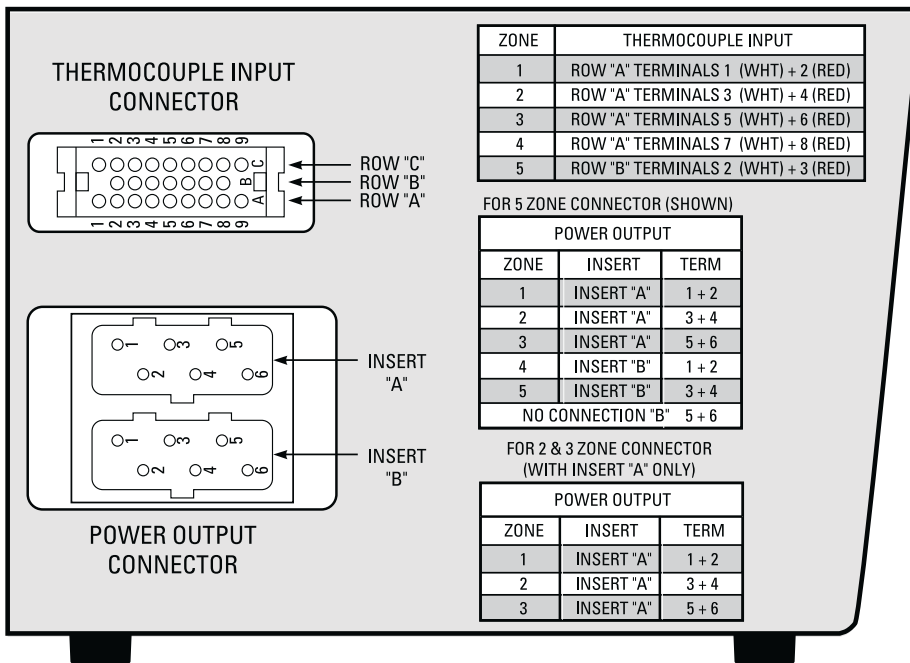 THERMOCOUPLE INPUT
CONNECTOR
1 2 3 4 5 6 7 8 9
C
B
A
1 2 3 4 5 6 7 8 9
ROW "C"
ROW "B"
ROW "A"
1 3 5
2 4 6
INSERT
"A"
1 3 5
2 4 6
INSERT
"B"
POWER OUTPUT
CONNECTOR
ZONE THERMOCOUPLE INPUT
1 ROW "A" TERMINALS 1 (WHT) + 2 (RED)
2 ROW "A" TERMINALS 3 (WHT) + 4 (RED)
3 ROW "A" TERMINALS 5 (WHT) + 6 (RED)
4 ROW "A" TERMINALS 7 (WHT) + 8 (RED)
5 ROW "B" TERMINALS 2 (WHT) + 3 (RED)
FOR 5 ZONE CONNECTOR (SHOWN)
POWER OUTPUT
ZONE INSERT TERM
1 INSERT "A" 1 + 2
2 INSERT "A" 3 + 4
3 INSERT "A" 5 + 6
4 INSERT "B" 1 + 2
5 INSERT "B" 3 + 4
NO CONNECTION "B" 5 + 6
FOR 2 & 3 ZONE CONNECTOR
(WITH INSERT "A" ONLY)
POWER OUTPUT
ZONE INSERT TERM
1 INSERT "A" 1 + 2
2 INSERT "A" 3 + 4
3 INSERT "A" 5 + 6